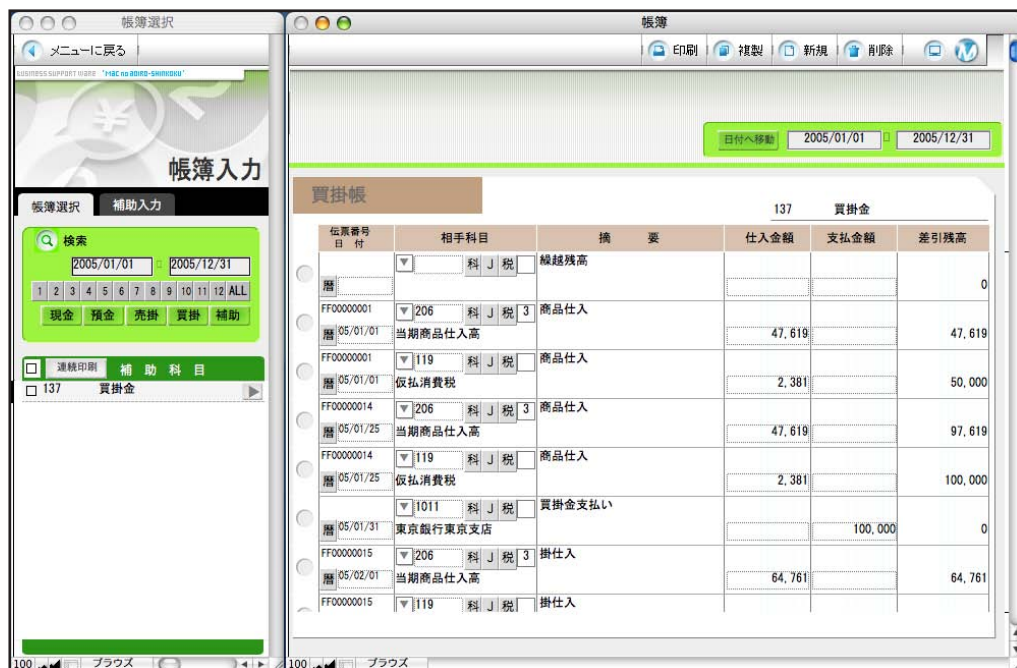 帳簿選択
メニューに戻る
BUSINESS SUPPORT WARE "MAC no AOIRO-SHINKOKU"
帳簿入力
帳簿選択 補助入力
検索
2005/01/01 2005/12/31
1 2 3 4 5 6 7 8 9 10 11 12 ALL
現金 預金 売掛 買掛 補助
連続印刷 補助科目
137 買掛金
100 ブラウズ
帳簿
印刷 複製 新規 削除
日付へ移動 2005/01/01 2005/12/31
買掛帳
137 買掛金
伝票番号
日 付 相手科目 摘 要 仕入金額 支払金額 差引残高
科 J 税 繰越残高
暦 0
FF00000001 206 科 J 税 3 商品仕入
暦 05/01/01 当期商品仕入高 47,619 47,619
FF00000001 119 科 J 税 商品仕入
暦 05/01/01 仮払消費税 2,381 50,000
FF00000014 206 科 J 税 3 商品仕入
暦 05/01/25 当期商品仕入高 47,619 97,619
FF00000014 119 科 J 税 商品仕入
暦 05/01/25 仮払消費税 2,381 100,000
1011 科 J 税 買掛金支払い
暦 05/01/31 東京銀行東京支店 100,000 0
FF00000015 206 科 J 税 3 掛仕入
暦 05/02/01 当期商品仕入高 64,761 64,761
FF00000015 119 科 J 税 掛仕入
100 ブラウズ